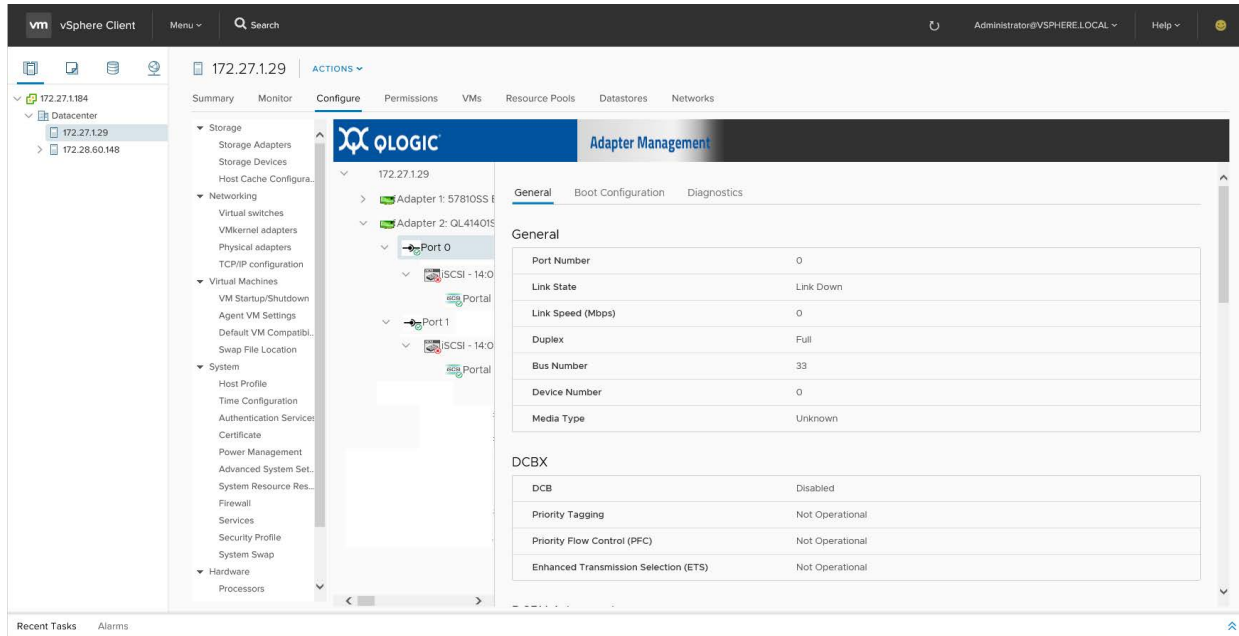 vm vSphere Client Menu Search Administrator@VSPHERE.LOCAL Help
172.27.1.184
Datacenter
172.27.1.29
172.28.60.148
172.27.1.29 ACTIONS
Summary Monitor Configure Permissions VMs Resource Pools Datastores Networks
Storage
Storage Adapters
Storage Devices
Host Cache Configura..
Networking
Virtual switches
VMkernel adapters
Physical adapters
TCP/IP configuration
Virtual Machines
VM Startup/Shutdown
Agent VM Settings
Default VM Compatibi..
Swap File Location
System
Host Profile
Time Configuration
Authentication Services
Certificate
Power Management
Advanced System Set..
System Resource Res...
Firewall
Services
Security Profile
System Swap
Hardware
Processors
QLOGIC Adapter Management
172.27.1.29
Adapter 1: 57810SS
Adapter 2: QL41401S
Port 0
iSCSI - 14:0
Portal
Port 1
iSCSI - 14:0
Portal
General Boot Configuration Diagnostics
General
Port Number 0
Link State Link Down
Link Speed (Mbps) 0
Duplex Full
Bus Number 33
Device Number 0
Media Type Unknown
DCBX
DCB Disabled
Priority Tagging Not Operational
Priority Flow Control (PFC) Not Operational
Enhanced Transmission Selection (ETS) Not Operational
Recent Tasks Alarms